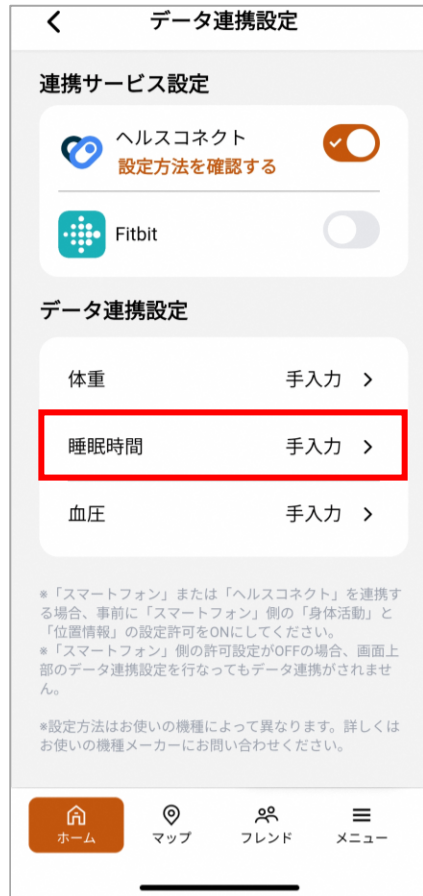 データ連携設定
連携サービス設定
ヘルスコネクト
設定方法を確認する
Fitbit
データ連携設定
体重 手入力
睡眠時間 手入力
血圧 手入力
※「スマートフォン」または「ヘルスコネクト」を連携す
る場合、事前に「スマートフォン」側の「身体活動」と
「位置情報」の設定許可をONにしてください。
※「スマートフォン」側の許可設定がOFFの場合、画面上
部のデータ連携設定を行なってもデータ連携がされませ
ん。
※設定方法はお使いの機種によって異なります。詳しくは
お使いの機種メーカーにお問い合わせください。
ホーム マップ フレンド メニュー